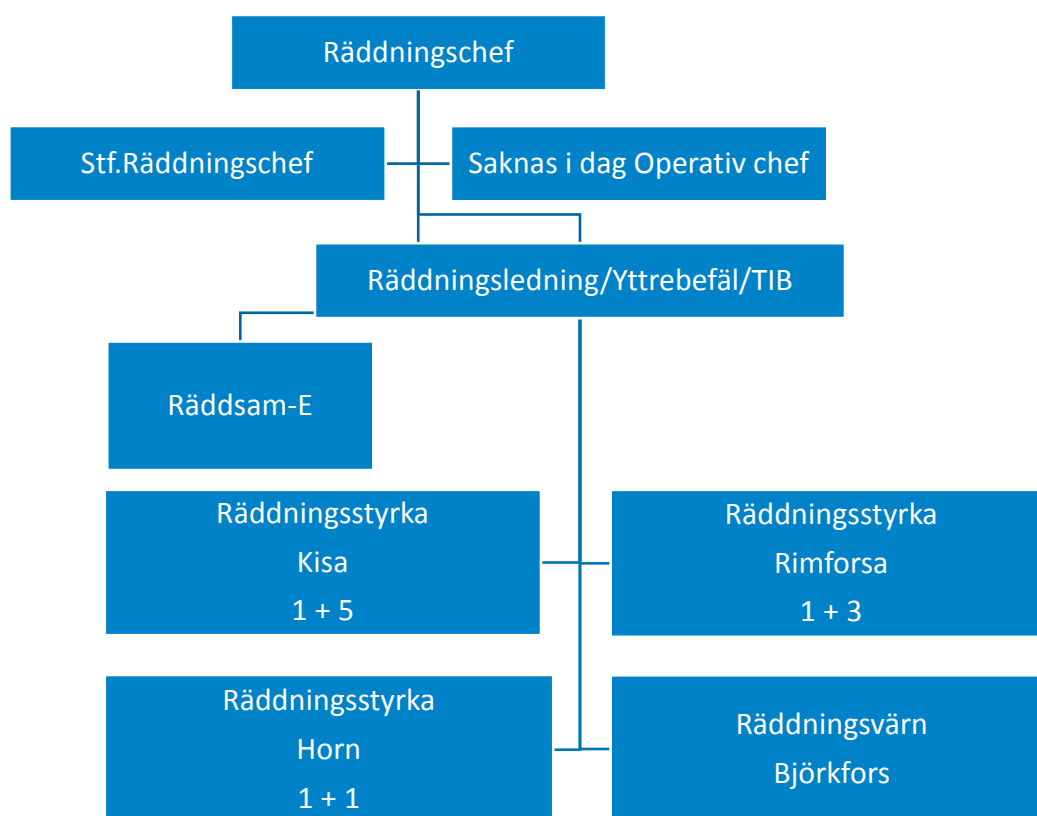 Räddningschef
Stf.Räddningschef
Saknas i dag Operativ chef
Räddningsledning/Yttrebefäl/TIB
Räddsam-E
Räddningsstyrka
Kisa
1 + 5
Räddningsstyrka
Rimforsa
1 + 3
Räddningsstyrka
Horn
1 + 1
Räddningsvärn
Björkfors